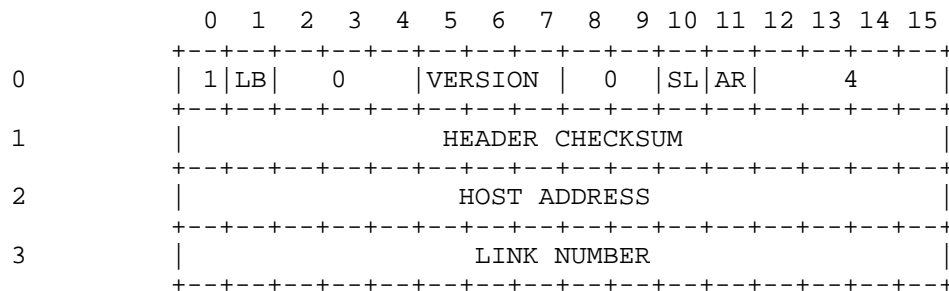 0  1  2  3  4  5  6  7  8  9 10 11 12 13 14 15
            +--+--+--+--+--+--+--+--+--+--+--+--+--+--+--+--+
0           | 1|LB|   0    |VERSION |  0  |SL|AR|     4     |
            +--+--+--+--+--+--+--+--+--+--+--+--+--+--+--+--+
1           |                HEADER CHECKSUM                |
            +--+--+--+--+--+--+--+--+--+--+--+--+--+--+--+--+
2           |                 HOST ADDRESS                  |
            +--+--+--+--+--+--+--+--+--+--+--+--+--+--+--+--+
3           |                  LINK NUMBER                  |
            +--+--+--+--+--+--+--+--+--+--+--+--+--+--+--+--+